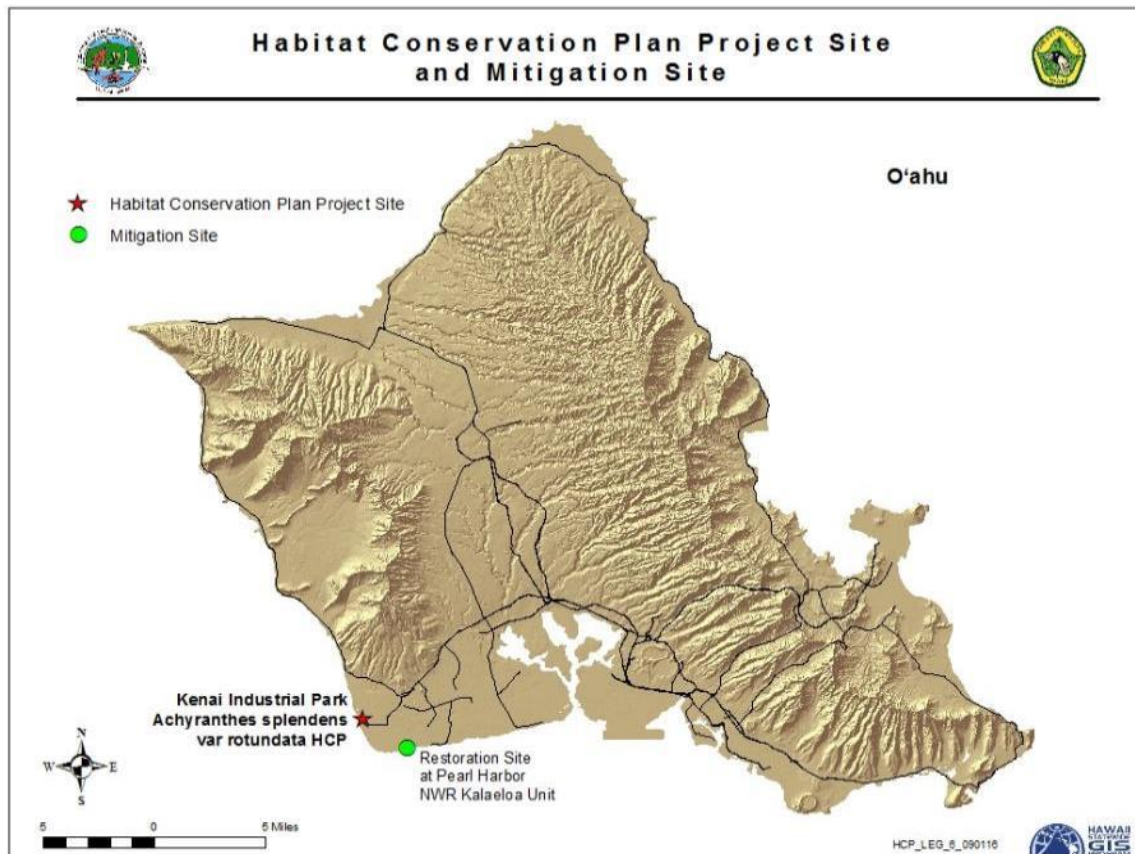 Habitat Conservation Plan Project Site
and Mitigation Site
O‘ahu
Habitat Conservation Plan Project Site
Mitigation Site
Kenai Industrial Park
Achyranthes splendens
var rotundata HCP
Restoration Site
at Pearl Harbor
NWR Kalaeloa Unit
N
W E
S
5 0 5 Miles
HCP_LEG_6_090116
HAWAII
STATEWIDE
GIS